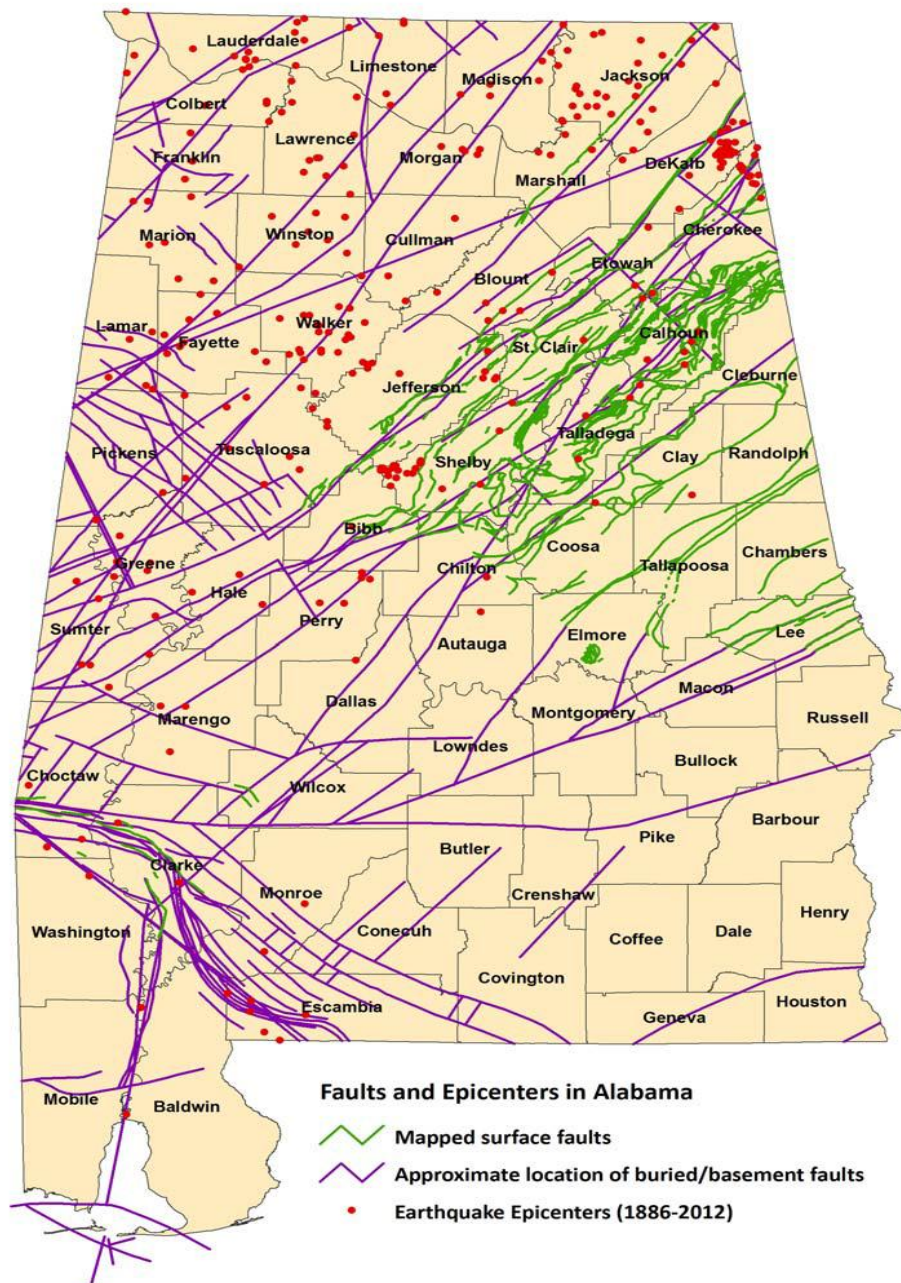 Lauderdale
Limestone
Madison
Jackson
Colbert
Lawrence
Franklin
Morgan
DeKalb
Marshall
Marion
Winston
Cullman
Cherokee
Blount
Etowah
Lamar
Walker
Fayette
St. Clair
Calhoun
Jefferson
Cleburne
Pickens
Tuscaloosa
Talladega
Shelby
Clay
Randolph
Bibb
Greene
Coosa
Chilton
Tallapoosa
Chambers
Hale
Perry
Sumter
Autauga
Elmore
Lee
Dallas
Macon
Marengo
Montgomery
Russell
Lowndes
Bullock
Choctaw
Wilcox
Barbour
Pike
Butler
Clarke
Monroe
Crenshaw
Henry
Washington
Conecuh
Coffee
Dale
Covington
Escambia
Houston
Geneva
Mobile
Baldwin
Faults and Epicenters in Alabama
Mapped surface faults
Approximate location of buried/basement faults
Earthquake Epicenters (1886-2012)